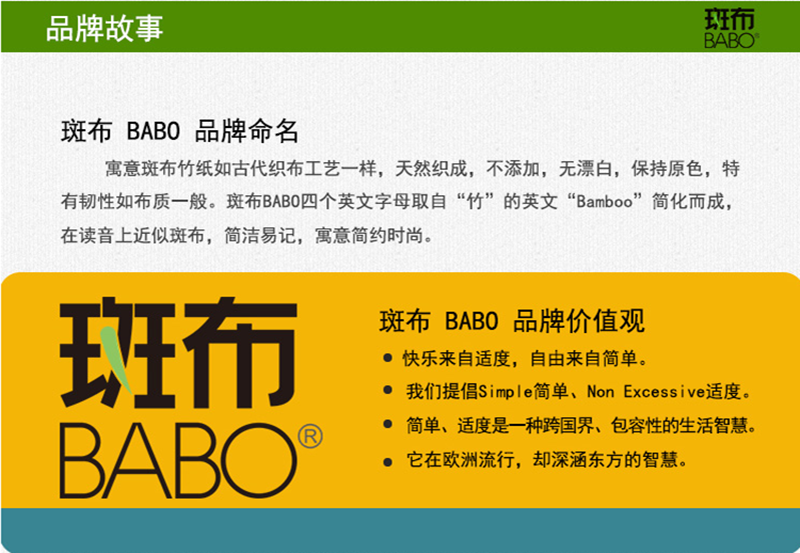 品牌故事
斑布
BABO®
斑布 BABO 品牌命名
寓意斑布竹纸如古代织布工艺一样，天然织成，不添加，无漂白，保持原色，特
有韧性如布质一般。斑布BABO四个英文字母取自“竹”的英文“Bamboo”简化而成，
在读音上近似斑布，简洁易记，寓意简约时尚。
斑布
BABO®
斑布 BABO 品牌价值观
● 快乐来自适度，自由来自简单。
● 我们提倡Simple简单、Non Excessive适度。
● 简单、适度是一种跨国界、包容性的生活智慧。
● 它在欧洲流行，却深涵东方的智慧。